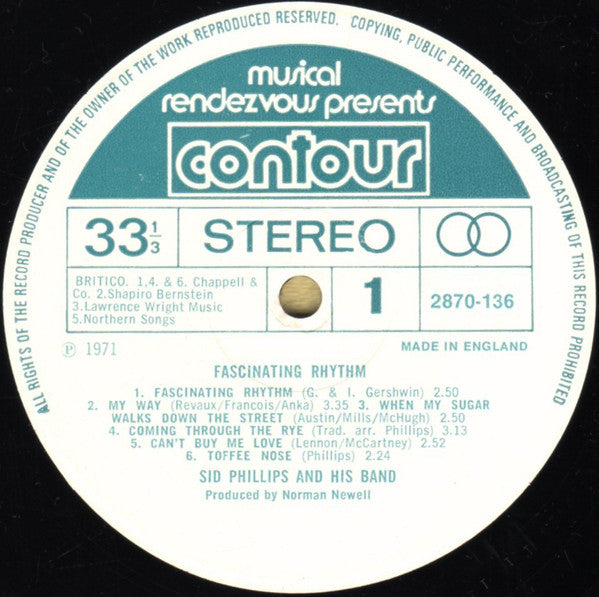 ALL RIGHTS OF THE RECORD PRODUCER AND OF THE OWNER OF THE WORK REPRODUCED RESERVED. COPYING, PUBLIC PERFORMANCE AND BROADCASTING OF THIS RECORD PROHIBITED
musical
rendezvous presents
contour
33 1/3
STEREO
BRITICO. 1,4. & 6. Chappell &
Co. 2.Shapiro Bernstein
3.Lawrence Wright Music
5.Northern Songs
1
2870-136
℗ 1971
MADE IN ENGLAND
FASCINATING RHYTHM
1. FASCINATING RHYTHM (G. & I. Gershwin) 2.50
2. MY WAY (Revaux/Francois/Anka) 3.35 3. WHEN MY SUGAR
WALKS DOWN THE STREET (Austin/Mills/McHugh) 2.50
4. COMING THROUGH THE RYE (Trad. arr. Phillips) 3.13
5. CAN'T BUY ME LOVE (Lennon/McCartney) 2.52
6. TOFFEE NOSE (Phillips) 2.24
SID PHILLIPS AND HIS BAND
Produced by Norman Newell